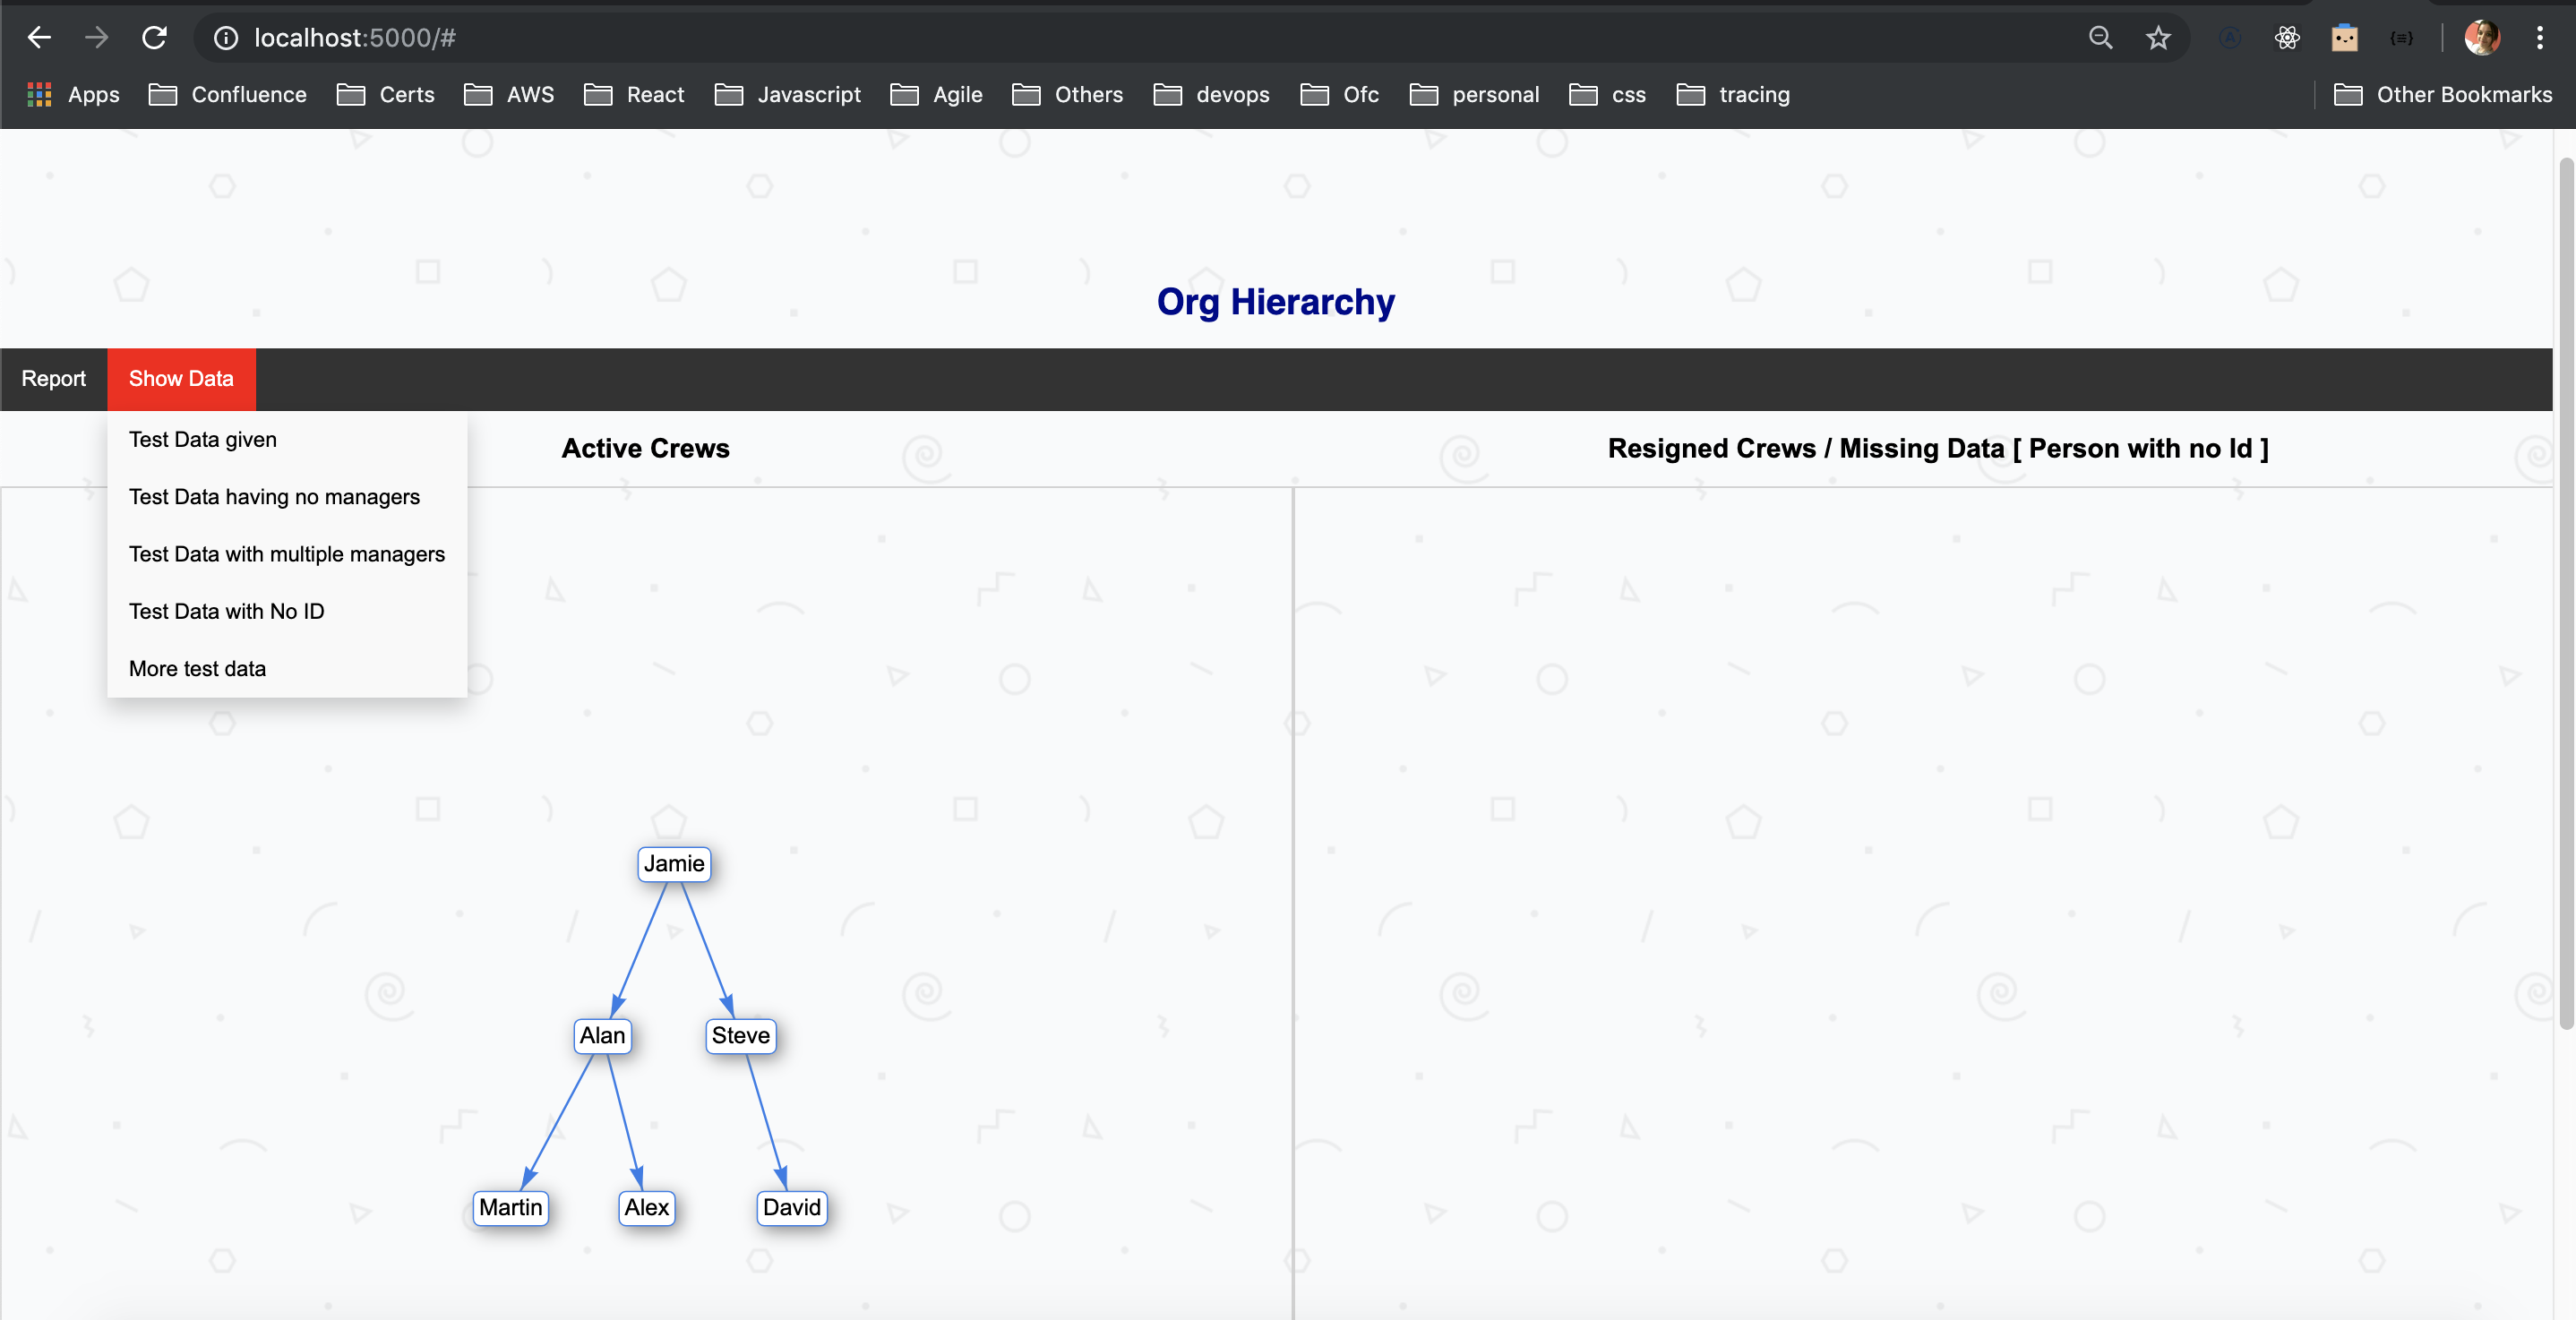 localhost:5000/#
Apps Confluence Certs AWS React Javascript Agile Others devops Ofc personal css tracing Other Bookmarks
Org Hierarchy
Report Show Data
Test Data given
Test Data having no managers
Test Data with multiple managers
Test Data with No ID
More test data
Active Crews
Resigned Crews / Missing Data [ Person with no Id ]
Jamie
Alan Steve
Martin Alex David